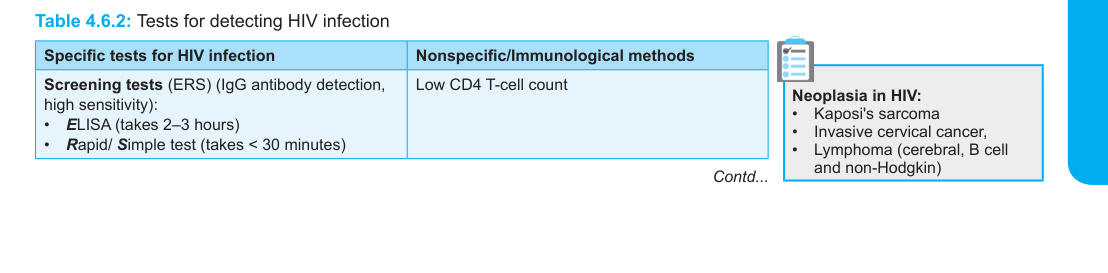 Table 4.6.2: Tests for detecting HIV infection
Specific tests for HIV infection
Nonspecific/Immunological methods
Screening tests (ERS) (IgG antibody detection,
high sensitivity):
• ELISA (takes 2–3 hours)
• Rapid/ Simple test (takes < 30 minutes)
Low CD4 T-cell count
Contd...
Neoplasia in HIV:
• Kaposi's sarcoma
• Invasive cervical cancer,
• Lymphoma (cerebral, B cell
and non-Hodgkin)